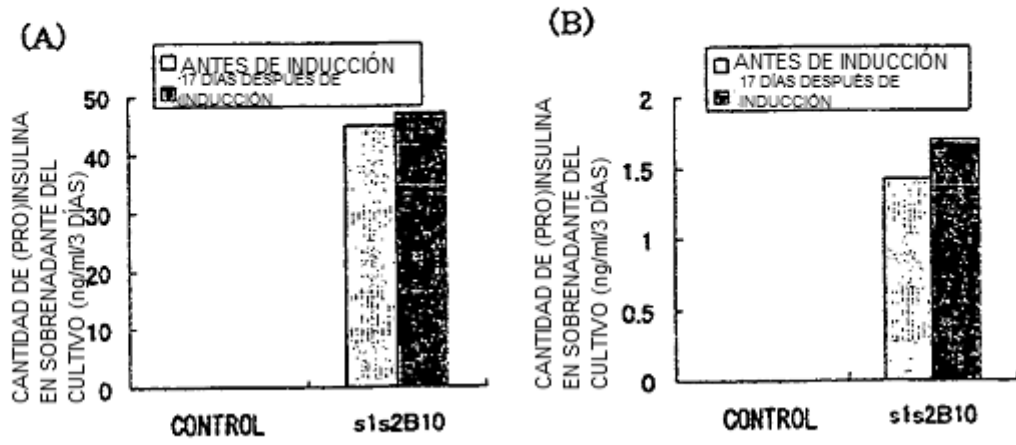 (A)
ANTES DE INDUCCIÓN
17 DÍAS DESPUÉS DE
INDUCCIÓN
CANTIDAD DE (PRO)INSULINA
EN SOBRENADANTE DEL
CULTIVO (ng/ml/3 DÍAS)
50
40
30
20
10
0
CONTROL
s1s2B10
(B)
ANTES DE INDUCCIÓN
17 DÍAS DESPUÉS DE
INDUCCIÓN
CANTIDAD DE (PRO)INSULINA
EN SOBRENADANTE DEL
CULTIVO (ng/ml/3 DÍAS)
2
1.5
1
0.5
0
CONTROL
s1s2B10